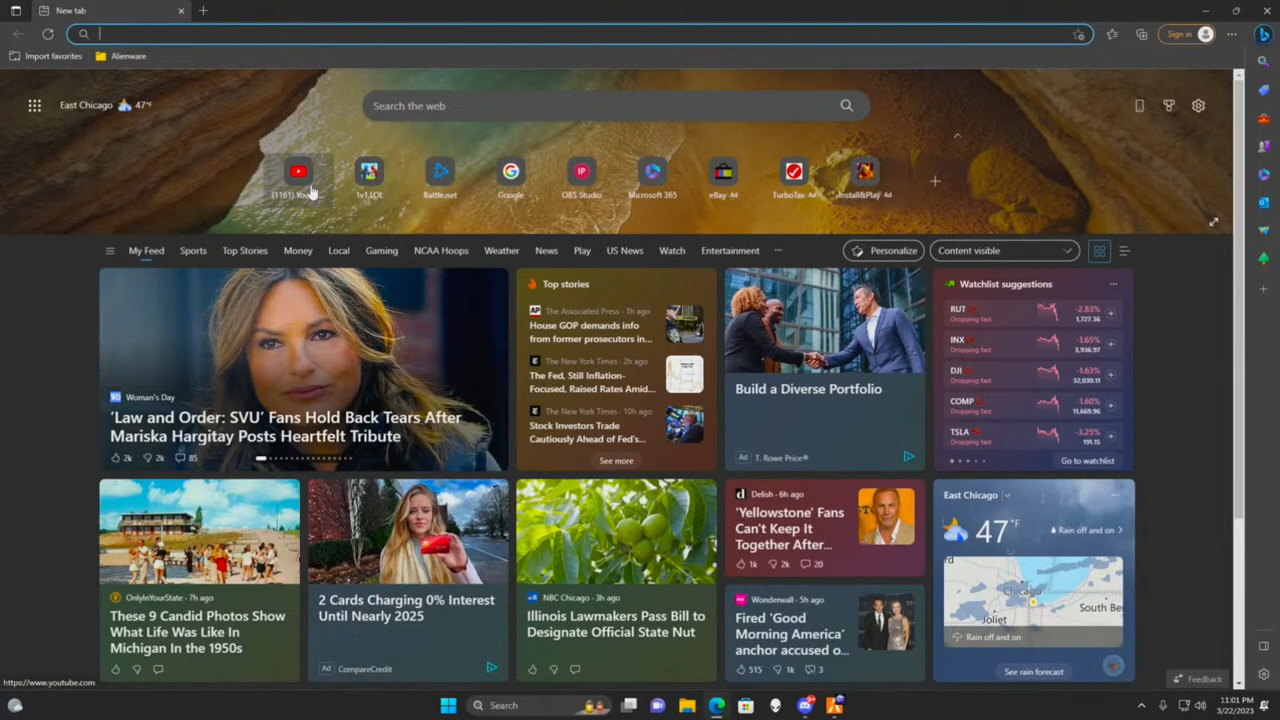 New tab
Sign in
Import favorites
Alienware
East Chicago 47°F
Search the web
(1161) You...
1v1.LOL
Battle.net
Google
OBS Studio
Microsoft 365
eBay Ad
TurboTax Ad
Install&Play Ad
My Feed
Sports
Top Stories
Money
Local
Gaming
NCAA Hoops
Weather
News
Play
US News
Watch
Entertainment
Personalize
Content visible
Woman's Day
'Law and Order: SVU' Fans Hold Back Tears After
Mariska Hargitay Posts Heartfelt Tribute
2k 2k 85
Top stories
AP The Associated Press · 1h ago
House GOP demands info
from former prosecutors in...
The New York Times · 2h ago
The Fed, Still Inflation-
Focused, Raised Rates Amid...
The New York Times · 10h ago
Stock Investors Trade
Cautiously Ahead of Fed's...
See more
Build a Diverse Portfolio
Ad T. Rowe Price®
Watchlist suggestions
RUT -2.83%
Dropping fast 1,727.36
INX -1.65%
Dropping fast 3,936.97
DJI -1.63%
Dropping fast 32,030.11
COMP -1.60%
Dropping fast 11,669.96
TSLA -3.25%
Dropping fast 191.15
Go to watchlist
OnlyInYourState · 7h ago
These 9 Candid Photos Show
What Life Was Like In
Michigan In the 1950s
2 Cards Charging 0% Interest
Until Nearly 2025
Ad CompareCredit
NBC Chicago · 3h ago
Illinois Lawmakers Pass Bill to
Designate Official State Nut
d Delish · 6h ago
'Yellowstone' Fans
Can't Keep It
Together After...
1k 2k 20
Wonderwall · 5h ago
Fired 'Good
Morning America'
anchor accused o...
515 1k 3
East Chicago
47 °F
Rain off and on
rd
Chicago
South Be
Joliet
Rain off and on
See rain forecast
Feedback
https://www.youtube.com
Search
11:01 PM
3/22/2023